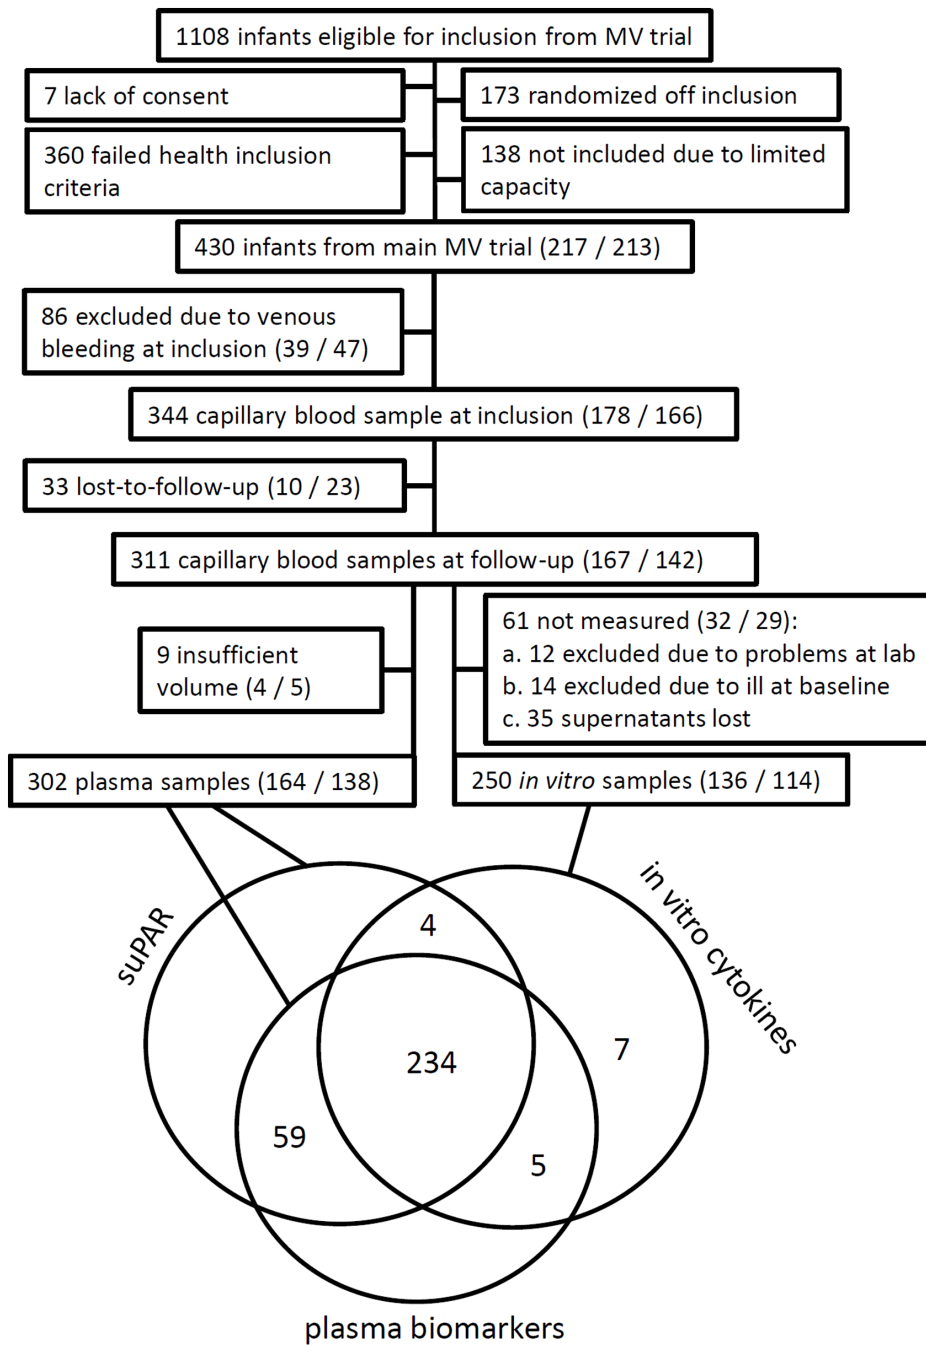 1108 infants eligible for inclusion from MV trial
7 lack of consent
173 randomized off inclusion
360 failed health inclusion
criteria
138 not included due to limited
capacity
430 infants from main MV trial (217 / 213)
86 excluded due to venous
bleeding at inclusion (39 / 47)
344 capillary blood sample at inclusion (178 / 166)
33 lost-to-follow-up (10 / 23)
311 capillary blood samples at follow-up (167 / 142)
9 insufficient
volume (4 / 5)
61 not measured (32 / 29):
a. 12 excluded due to problems at lab
b. 14 excluded due to ill at baseline
c. 35 supernatants lost
302 plasma samples (164 / 138)
250 in vitro samples (136 / 114)
suPAR
in vitro cytokines
4
234
7
59
5
plasma biomarkers